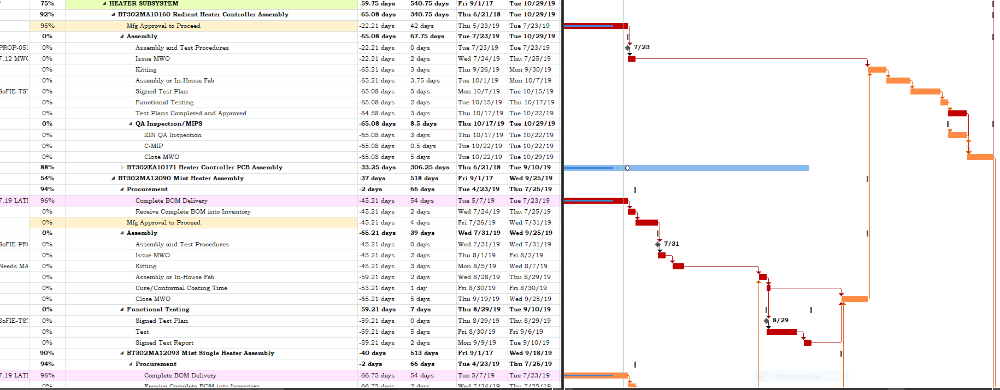 75% HEATER SUBSYSTEM -59.75 days 540.75 days Fri 9/1/17 Tue 10/29/19
92% BT302MA10160 Radient Heater Controller Assembly -65.08 days 340.75 days Thu 6/21/18 Tue 10/29/19
95% Mfg Approval to Proceed -22.21 days 42 days Thu 5/23/19 Tue 7/23/19
0% Assembly -65.08 days 67.75 days Tue 7/23/19 Tue 10/29/19
PROP-053 0% Assembly and Test Procedures -22.21 days 0 days Tue 7/23/19 Tue 7/23/19 7/23
7.12 MWO 0% Issue MWO -22.21 days 2 days Wed 7/24/19 Thu 7/25/19
0% Kitting -65.21 days 3 days Thu 9/26/19 Mon 9/30/19
0% Assembly or In-House Fab -65.21 days 3.75 days Tue 10/1/19 Mon 10/7/19
SoFIE-TST 0% Signed Test Plan -65.08 days 5 days Mon 10/7/19 Tue 10/15/19
0% Functional Testing -65.08 days 2 days Tue 10/15/19 Thu 10/17/19
0% Test Plans Completed and Approved -64.58 days 3 days Thu 10/17/19 Tue 10/22/19
0% QA Inspection/MIPS -65.08 days 8.5 days Thu 10/17/19 Tue 10/29/19
0% ZIN QA Inspection -65.08 days 3 days Thu 10/17/19 Tue 10/22/19
0% C-MIP -65.08 days 0.5 days Tue 10/22/19 Tue 10/22/19
0% Close MWO -65.08 days 5 days Tue 10/22/19 Tue 10/29/19
88% BT302EA10171 Heater Controller PCB Assembly -33.25 days 306.25 days Thu 6/21/18 Tue 9/10/19
54% BT302MA12090 Mist Heater Assembly -37 days 518 days Fri 9/1/17 Wed 9/25/19
94% Procurement -2 days 66 days Tue 4/23/19 Thu 7/25/19
7.19 LATE 96% Complete BOM Delivery -45.21 days 54 days Tue 5/7/19 Tue 7/23/19
0% Receive Complete BOM into Inventory -45.21 days 2 days Wed 7/24/19 Thu 7/25/19
0% Mfg Approval to Proceed -45.21 days 4 days Fri 7/26/19 Wed 7/31/19
0% Assembly -65.21 days 39 days Wed 7/31/19 Wed 9/25/19
SoFIE-PRO 0% Assembly and Test Procedures -45.21 days 0 days Wed 7/31/19 Wed 7/31/19 7/31
0% Issue MWO -45.21 days 2 days Thu 8/1/19 Fri 8/2/19
Needs MA 0% Kitting -45.21 days 3 days Mon 8/5/19 Wed 8/7/19
0% Assembly or In-House Fab -59.21 days 2 days Wed 8/28/19 Thu 8/29/19
0% Cure/Conformal Coating Time -53.21 days 1 day Fri 8/30/19 Fri 8/30/19
0% Close MWO -65.21 days 5 days Thu 9/19/19 Wed 9/25/19
0% Functional Testing -59.21 days 7 days Thu 8/29/19 Tue 9/10/19
SoFIE-TST 0% Signed Test Plan -59.21 days 0 days Thu 8/29/19 Thu 8/29/19 8/29
0% Test -59.21 days 5 days Fri 8/30/19 Fri 9/6/19
0% Signed Test Report -59.21 days 2 days Mon 9/9/19 Tue 9/10/19
90% BT302MA12093 Mist Single Heater Assembly -40 days 513 days Fri 9/1/17 Wed 9/18/19
94% Procurement -2 days 66 days Tue 4/23/19 Thu 7/25/19
7.19 LATE 96% Complete BOM Delivery -66.75 days 54 days Tue 5/7/19 Tue 7/23/19 Rectangular Snip
0% Receive Complete BOM into Inventory -66.75 days 2 days Wed 7/24/19 Thu 7/25/19